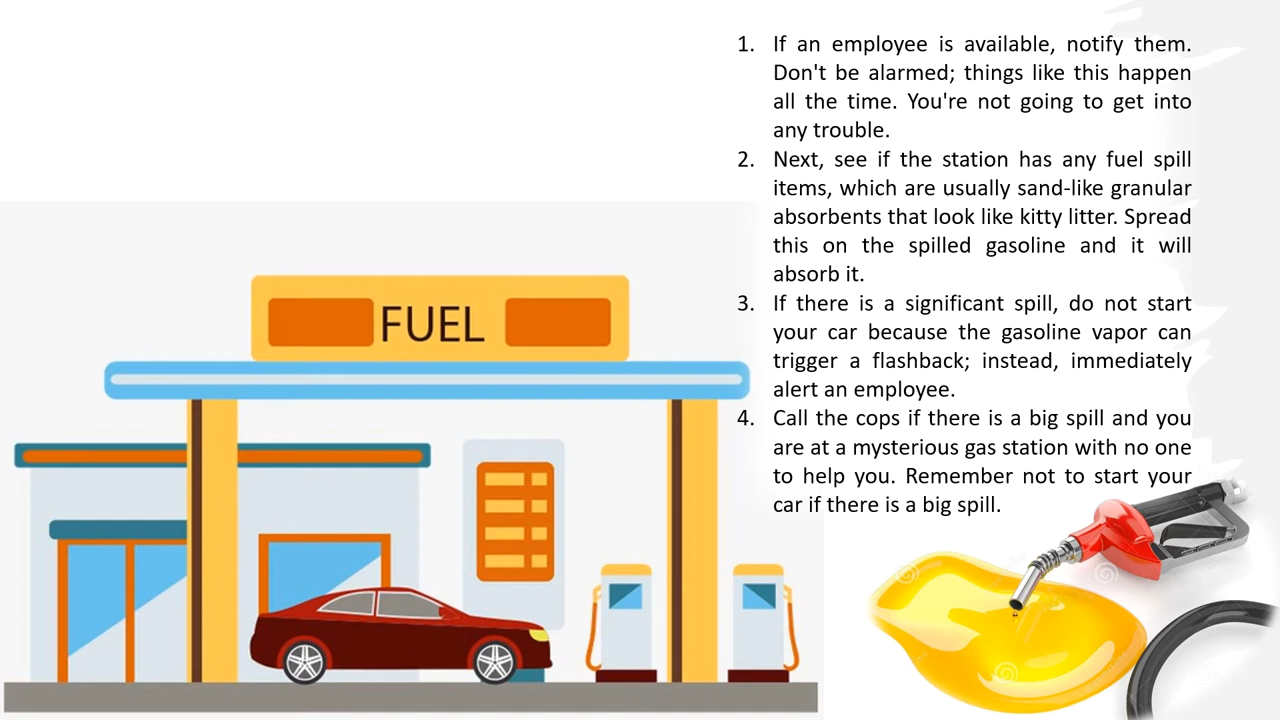 1. If an employee is available, notify them.
Don't be alarmed; things like this happen
all the time. You're not going to get into
any trouble.
2. Next, see if the station has any fuel spill
items, which are usually sand-like granular
absorbents that look like kitty litter. Spread
this on the spilled gasoline and it will
absorb it.
3. If there is a significant spill, do not start
your car because the gasoline vapor can
trigger a flashback; instead, immediately
alert an employee.
4. Call the cops if there is a big spill and you
are at a mysterious gas station with no one
to help you. Remember not to start your
car if there is a big spill.
FUEL